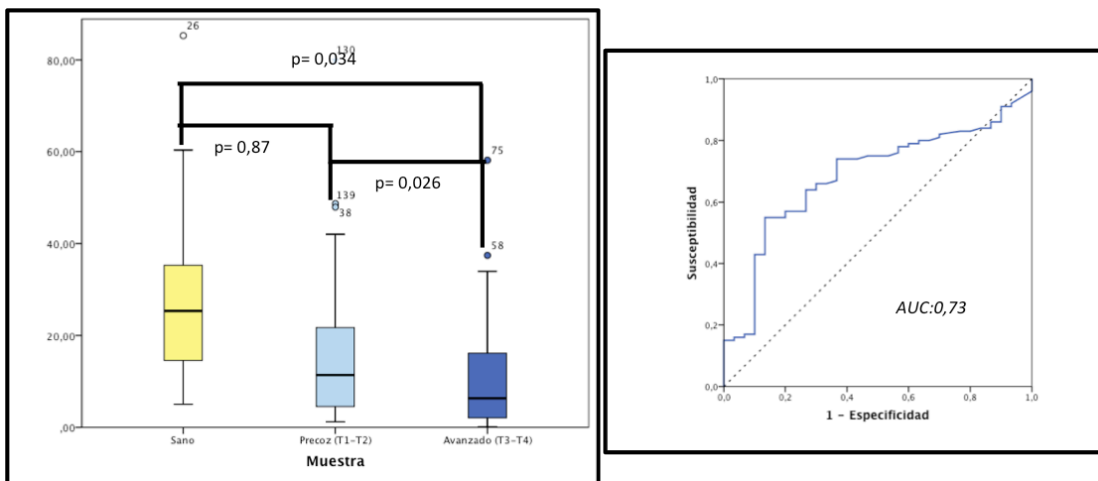 26
80,00
130
p= 0,034
60,00
p= 0,87
75
p= 0,026
139
38
40,00
58
20,00
,00
Sano
Precoz (T1-T2)
Avanzado (T3-T4)
Muestra
1,0
0,8
0,6
0,4
0,2
0,0
Susceptibilidad
AUC:0,73
0,0
0,2
0,4
0,6
0,8
1,0
1 - Especificidad